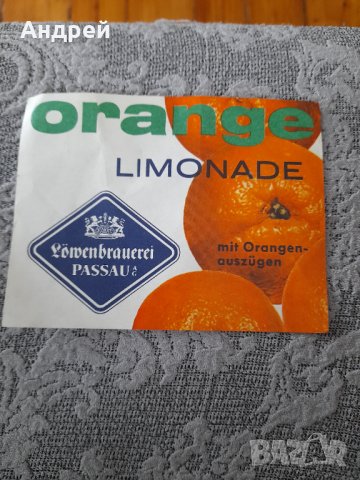 Андрей
orange
LIMONADE
Löwenbrauerei
PASSAU A.G.
mit Orangen-
auszügen
BAZAR